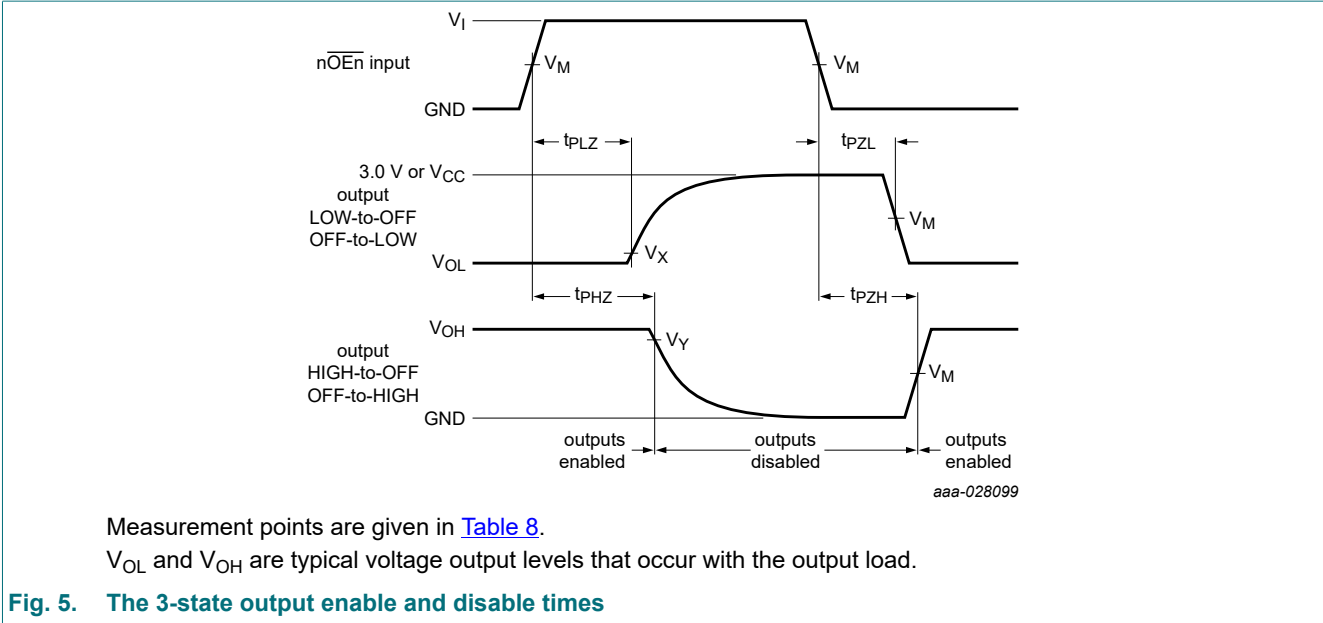 V_I
nOEn input
V_M
V_M
GND
t_PLZ
t_PZL
3.0 V or V_CC
output
LOW-to-OFF
OFF-to-LOW
V_M
V_X
V_OL
t_PHZ
t_PZH
V_OH
V_Y
output
HIGH-to-OFF
OFF-to-HIGH
V_M
GND
outputs
enabled
outputs
disabled
outputs
enabled
aaa-028099
Measurement points are given in Table 8.
V_OL and V_OH are typical voltage output levels that occur with the output load.
Fig. 5. The 3-state output enable and disable times